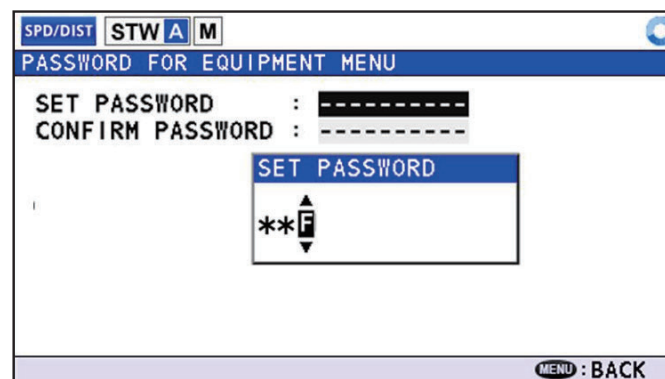 SPD/DIST STW A M
PASSWORD FOR EQUIPMENT MENU
SET PASSWORD : ----------
CONFIRM PASSWORD : ----------
SET PASSWORD
**F
MENU : BACK